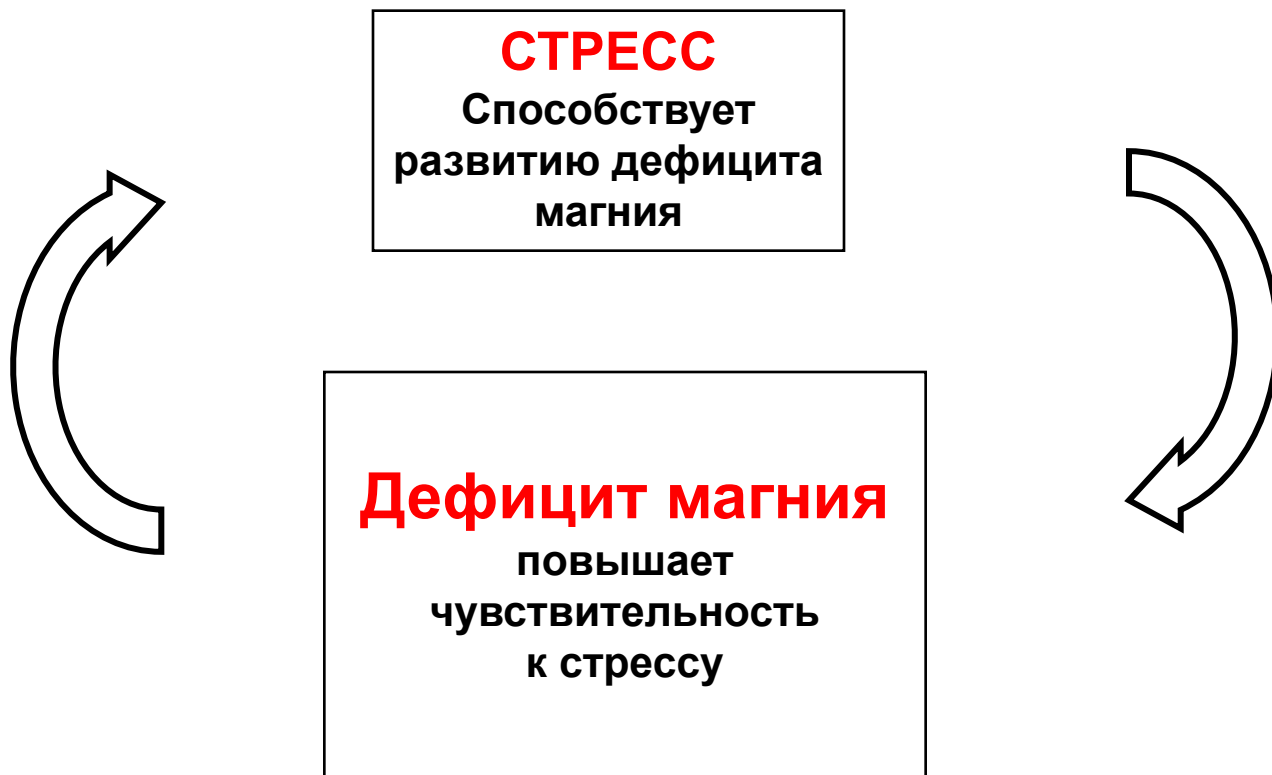 СТРЕСС
Способствует
развитию дефицита
магния
Дефицит магния
повышает
чувствительность
к стрессу